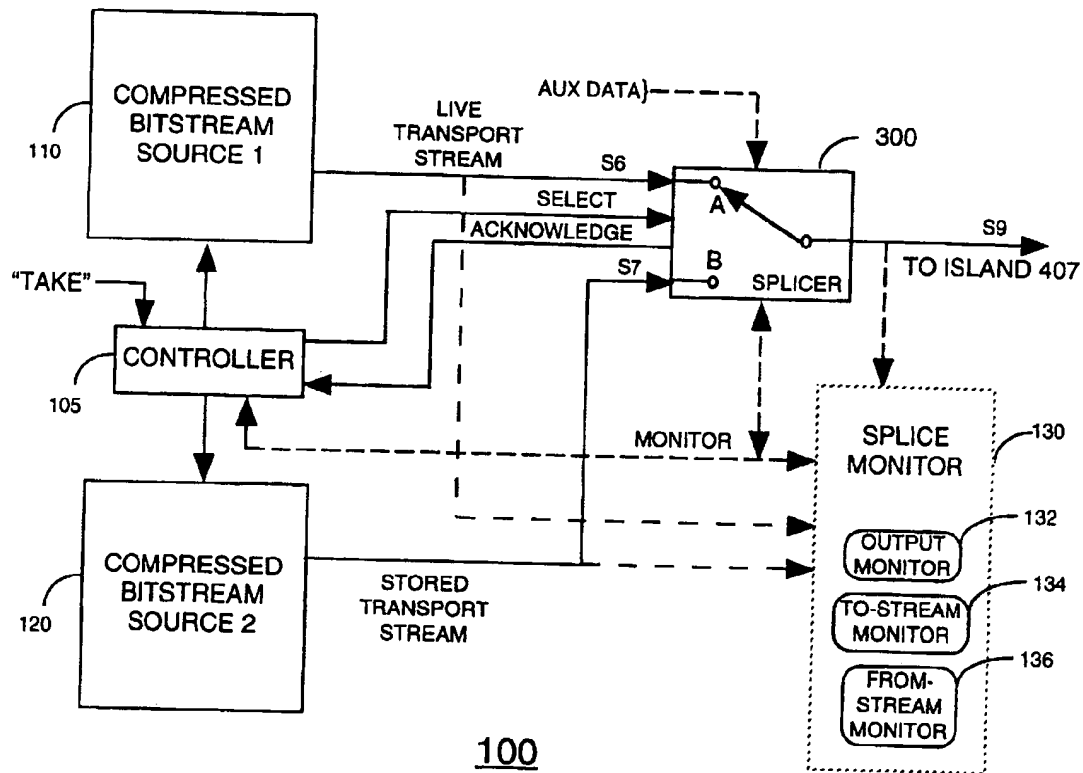 COMPRESSED
BITSTREAM
SOURCE 1
110
LIVE
TRANSPORT
STREAM
AUX DATA}
300
S6
SELECT
ACKNOWLEDGE
S7
A
B
SPLICER
S9
TO ISLAND 407
"TAKE"
CONTROLLER
105
MONITOR
SPLICE
MONITOR
130
132
OUTPUT
MONITOR
134
TO-STREAM
MONITOR
136
FROM-
STREAM
MONITOR
COMPRESSED
BITSTREAM
SOURCE 2
120
STORED
TRANSPORT
STREAM
100